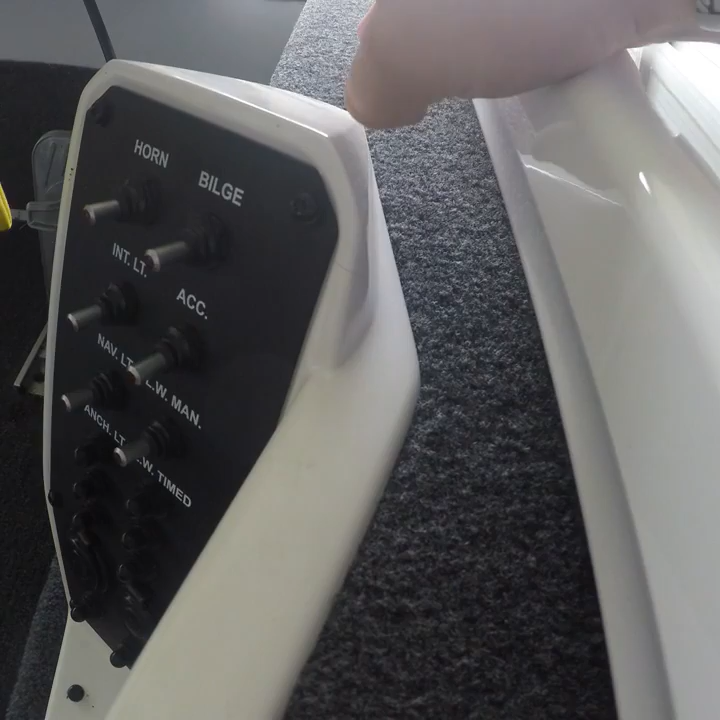 HORN
BILGE
INT. LT.
ACC.
NAV. LT.
L.W. MAN.
ANCH. LT.
.W. TIMED